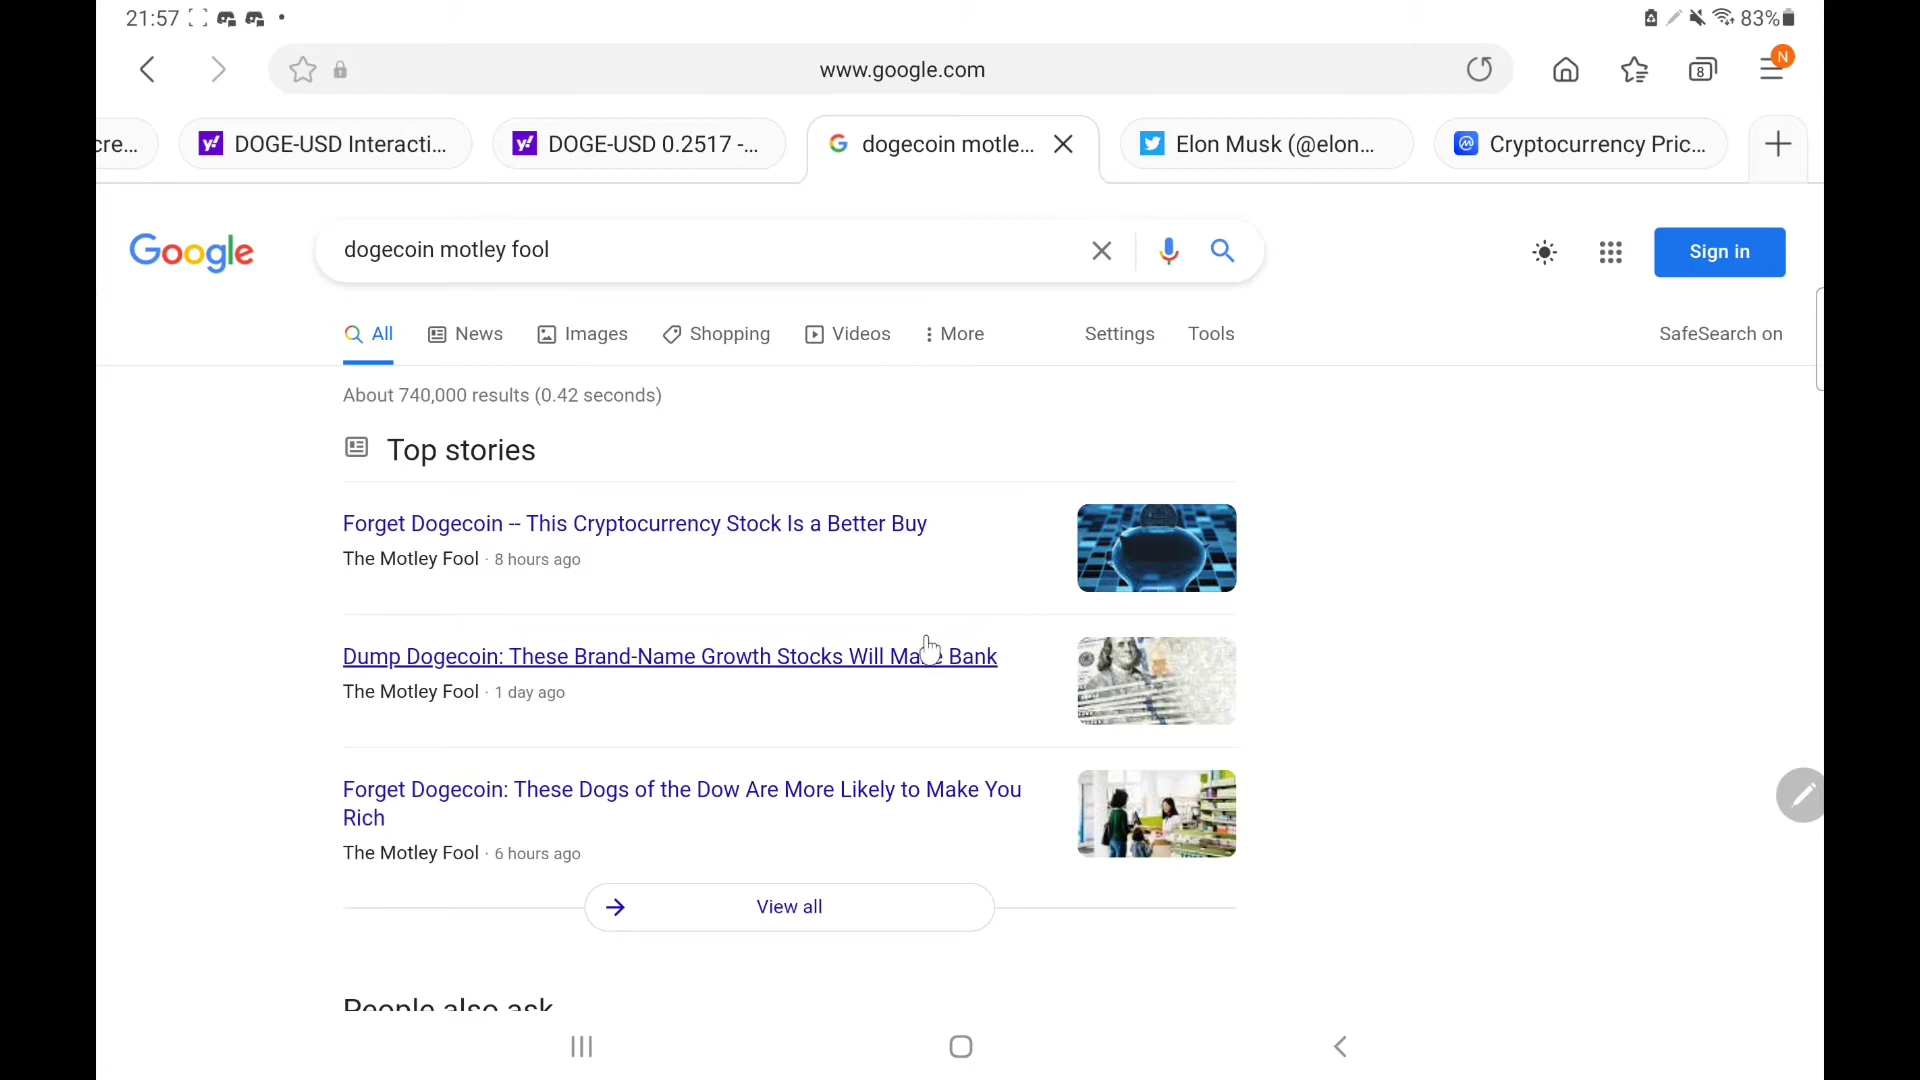 21:57
83%
www.google.com
8
N
cre...
DOGE-USD Interacti...
DOGE-USD 0.2517 -...
dogecoin motle...
Elon Musk (@elon...
Cryptocurrency Pric...
Google
dogecoin motley fool
Sign in
All
News
Images
Shopping
Videos
More
Settings
Tools
SafeSearch on
About 740,000 results (0.42 seconds)
Top stories
Forget Dogecoin -- This Cryptocurrency Stock Is a Better Buy
The Motley Fool · 8 hours ago
Dump Dogecoin: These Brand-Name Growth Stocks Will Make Bank
The Motley Fool · 1 day ago
Forget Dogecoin: These Dogs of the Dow Are More Likely to Make You
Rich
The Motley Fool · 6 hours ago
View all
People also ask